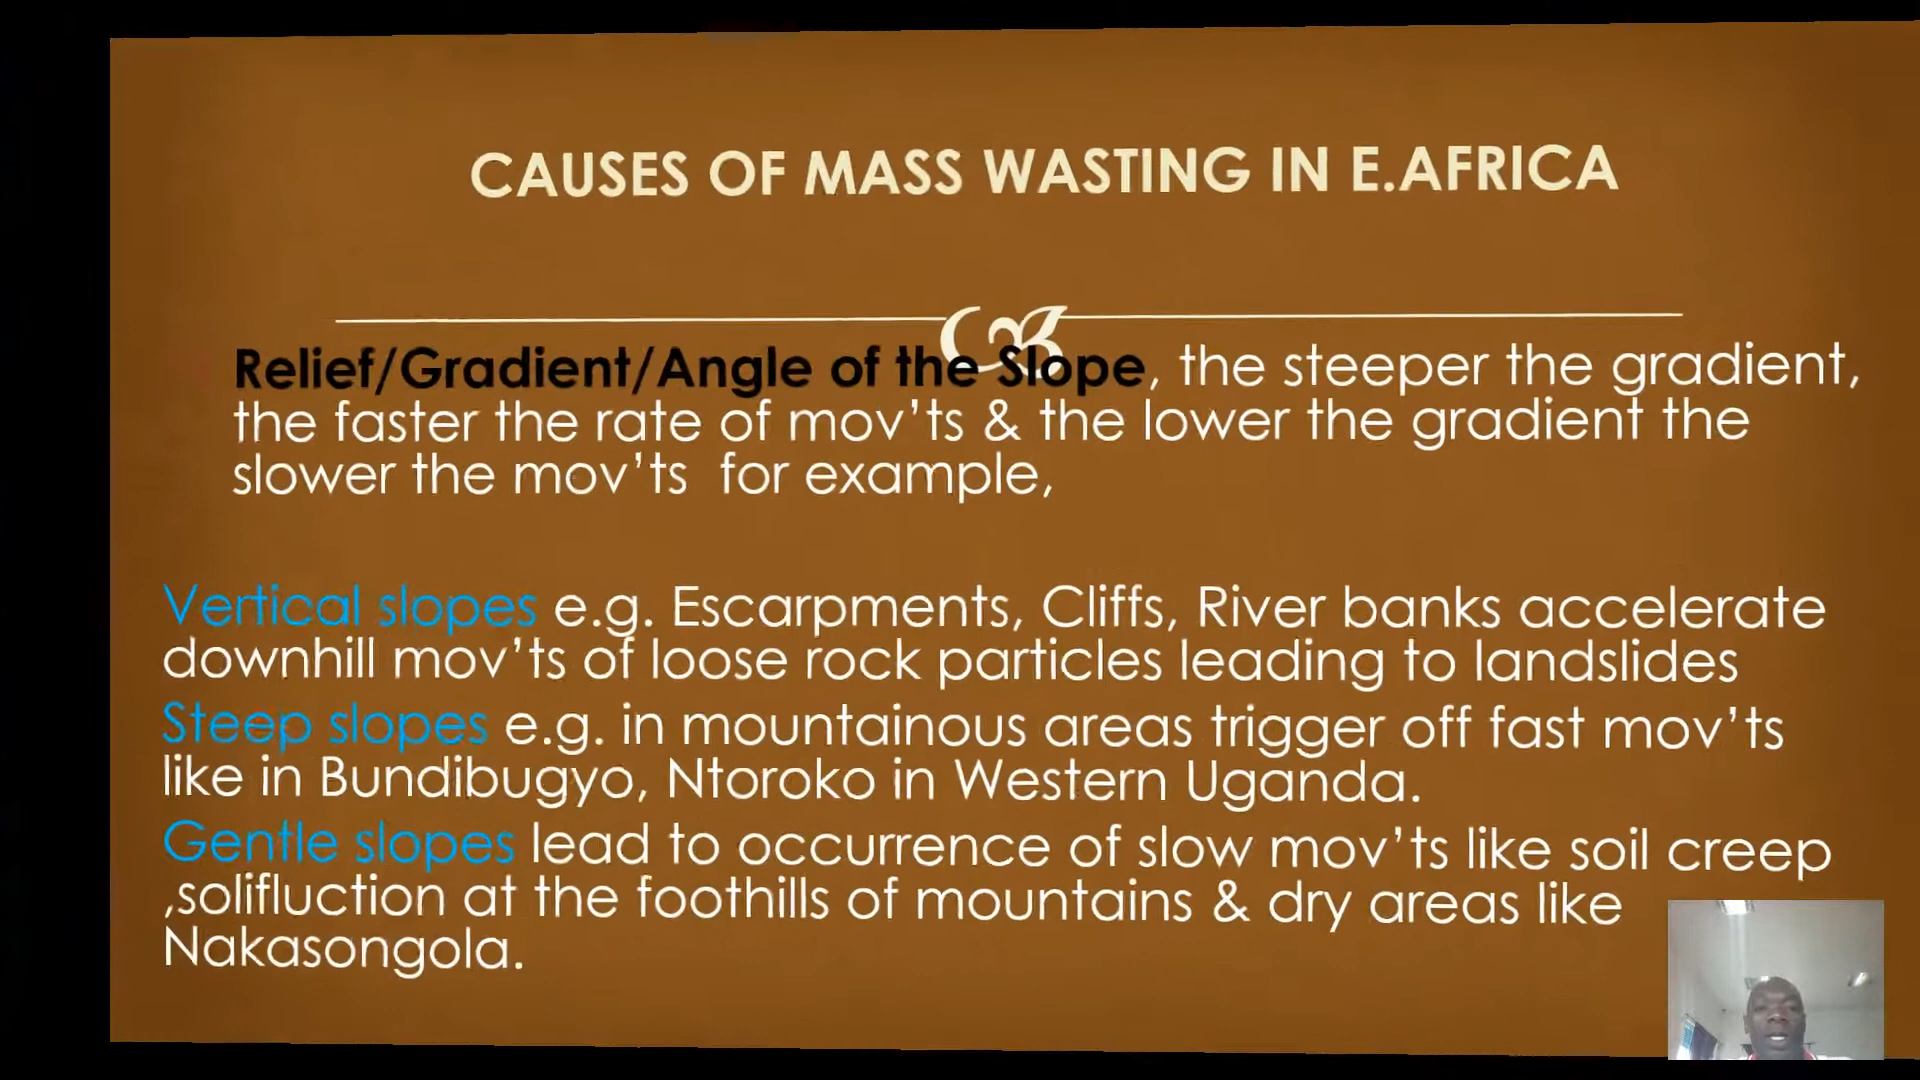 CAUSES OF MASS WASTING IN E.AFRICA
Relief/Gradient/Angle of the Slope, the steeper the gradient,
the faster the rate of mov’ts & the lower the gradient the
slower the mov’ts  for example,
Vertical slopes e.g. Escarpments, Cliffs, River banks accelerate
downhill mov’ts of loose rock particles leading to landslides
Steep slopes e.g. in mountainous areas trigger off fast mov’ts
like in Bundibugyo, Ntoroko in Western Uganda.
Gentle slopes lead to occurrence of slow mov’ts like soil creep
,solifluction at the foothills of mountains & dry areas like
Nakasongola.